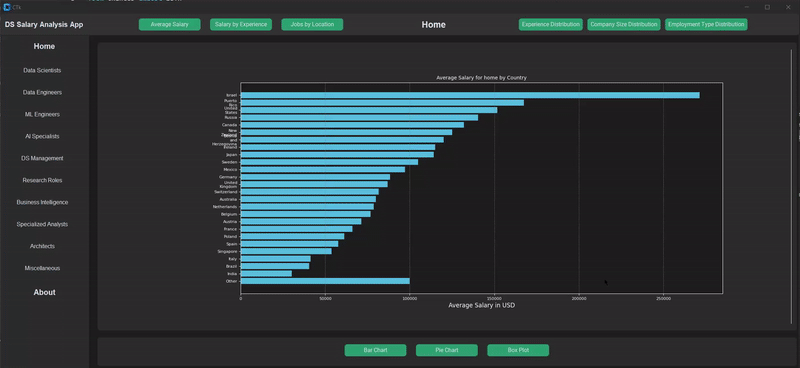 CTk
DS Salary Analysis App
Average Salary
Salary by Experience
Jobs by Location
Home
Experience Distribution
Company Size Distribution
Employment Type Distribution
Home
Data Scientists
Data Engineers
ML Engineers
AI Specialists
DS Management
Research Roles
Business Intelligence
Specialized Analysts
Architects
Miscellaneous
About
Average Salary for home by Country
Israel
Puerto
Rico
United
States
Russia
Canada
New
and
Herzegovina
Ireland
Japan
Sweden
Mexico
Germany
United
Kingdom
Switzerland
Australia
Netherlands
Belgium
Austria
France
Poland
Spain
Singapore
Italy
Brazil
India
Other
0
50000
100000
150000
200000
250000
Average Salary in USD
Bar Chart
Pie Chart
Box Plot